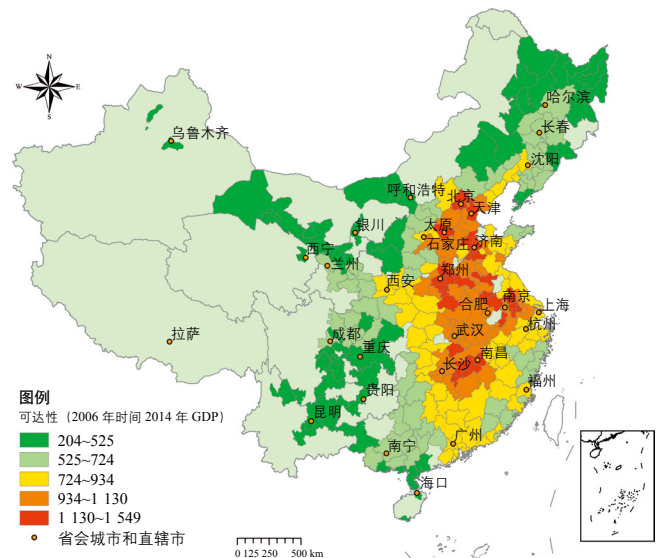 N
W
E
S
哈尔滨
长春
乌鲁木齐
沈阳
呼和浩特
北京
天津
银川
太原
石家庄
济南
西宁
兰州
郑州
西安
合肥
南京
上海
拉萨
成都
武汉
杭州
重庆
长沙
南昌
贵阳
福州
昆明
南宁
广州
海口
图例
可达性（2006 年时间 2014 年 GDP）
204~525
525~724
724~934
934~1 130
1 130~1 549
省会城市和直辖市
0 125 250 500 km